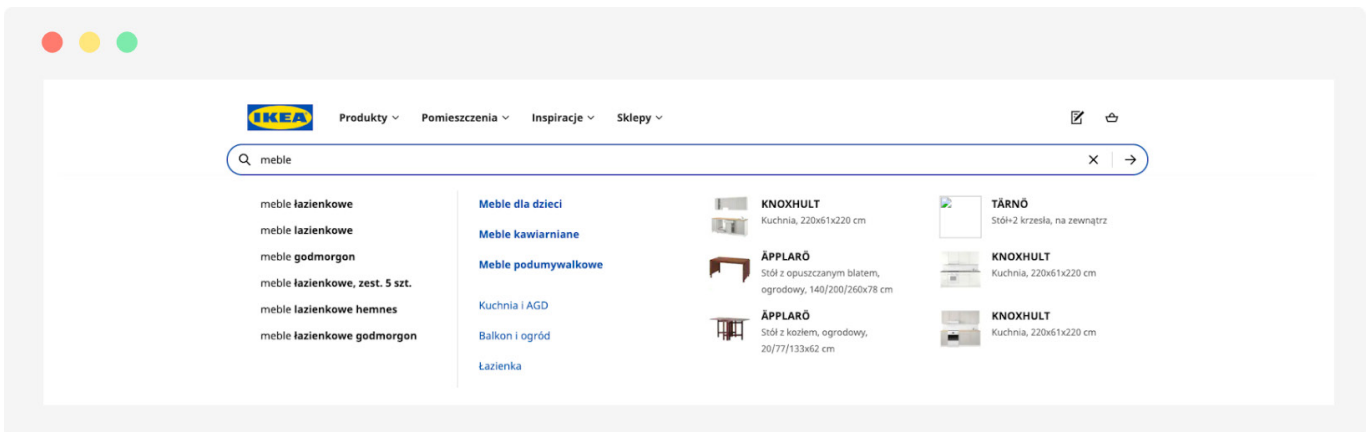 IKEA
Produkty
Pomieszczenia
Inspiracje
Sklepy
meble
meble łazienkowe
meble lazienkowe
meble godmorgon
meble łazienkowe, zest. 5 szt.
meble lazienkowe hemnes
meble łazienkowe godmorgon
Meble dla dzieci
Meble kawiarniane
Meble podumywalkowe
Kuchnia i AGD
Balkon i ogród
Łazienka
KNOXHULT
Kuchnia, 220x61x220 cm
ÄPPLARÖ
Stół z opuszczanym blatem,
ogrodowy, 140/200/260x78 cm
ÄPPLARÖ
Stół z kozłem, ogrodowy,
20/77/133x62 cm
TÄRNÖ
Stół+2 krzesła, na zewnątrz
KNOXHULT
Kuchnia, 220x61x220 cm
KNOXHULT
Kuchnia, 220x61x220 cm